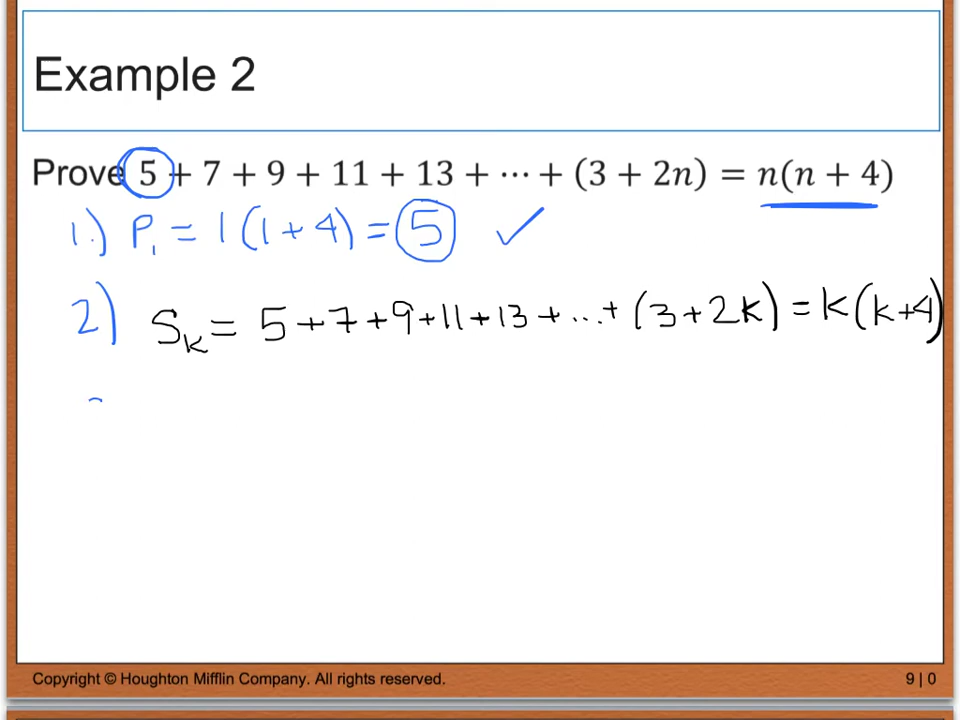 Example 2
Prove 5 + 7 + 9 + 11 + 13 + ⋯ + (3 + 2n) = n(n + 4)
1.) P₁ = 1(1+4) = 5 ✓
2) Sₖ = 5+7+9+11+13+...+(3+2k) = k(k+4)
Copyright © Houghton Mifflin Company. All rights reserved. 9 | 0